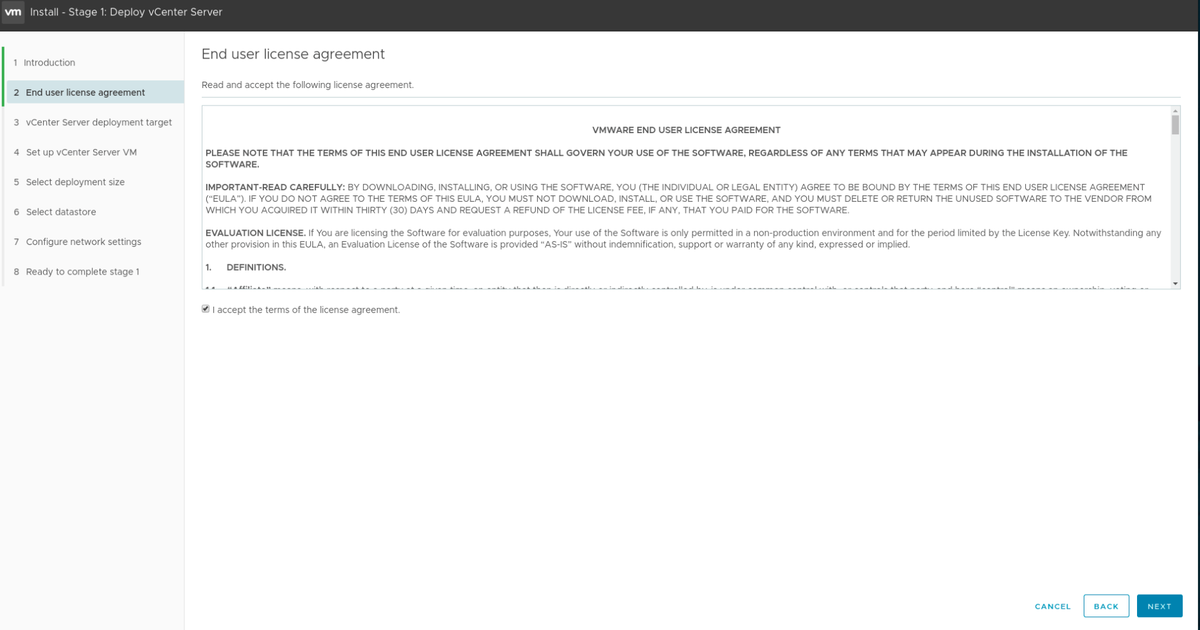 vm Install - Stage 1: Deploy vCenter Server
1 Introduction
2 End user license agreement
3 vCenter Server deployment target
4 Set up vCenter Server VM
5 Select deployment size
6 Select datastore
7 Configure network settings
8 Ready to complete stage 1
End user license agreement
Read and accept the following license agreement.
VMWARE END USER LICENSE AGREEMENT
PLEASE NOTE THAT THE TERMS OF THIS END USER LICENSE AGREEMENT SHALL GOVERN YOUR USE OF THE SOFTWARE, REGARDLESS OF ANY TERMS THAT MAY APPEAR DURING THE INSTALLATION OF THE
SOFTWARE.
IMPORTANT-READ CAREFULLY: BY DOWNLOADING, INSTALLING, OR USING THE SOFTWARE, YOU (THE INDIVIDUAL OR LEGAL ENTITY) AGREE TO BE BOUND BY THE TERMS OF THIS END USER LICENSE AGREEMENT
(“EULA”). IF YOU DO NOT AGREE TO THE TERMS OF THIS EULA, YOU MUST NOT DOWNLOAD, INSTALL, OR USE THE SOFTWARE, AND YOU MUST DELETE OR RETURN THE UNUSED SOFTWARE TO THE VENDOR FROM
WHICH YOU ACQUIRED IT WITHIN THIRTY (30) DAYS AND REQUEST A REFUND OF THE LICENSE FEE, IF ANY, THAT YOU PAID FOR THE SOFTWARE.
EVALUATION LICENSE. If You are licensing the Software for evaluation purposes, Your use of the Software is only permitted in a non-production environment and for the period limited by the License Key. Notwithstanding any
other provision in this EULA, an Evaluation License of the Software is provided “AS-IS” without indemnification, support or warranty of any kind, expressed or implied.
1. DEFINITIONS.
I accept the terms of the license agreement.
CANCEL BACK NEXT